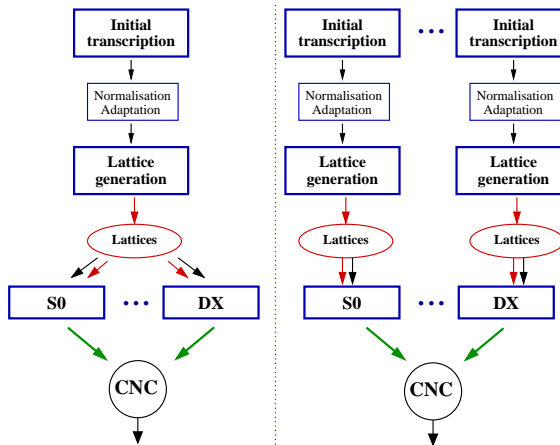 Initial
transcription
Normalisation
Adaptation
Lattice
generation
Lattices
S0
DX
CNC
Initial
transcription
Initial
transcription
Normalisation
Adaptation
Normalisation
Adaptation
Lattice
generation
Lattice
generation
Lattices
Lattices
S0
DX
CNC